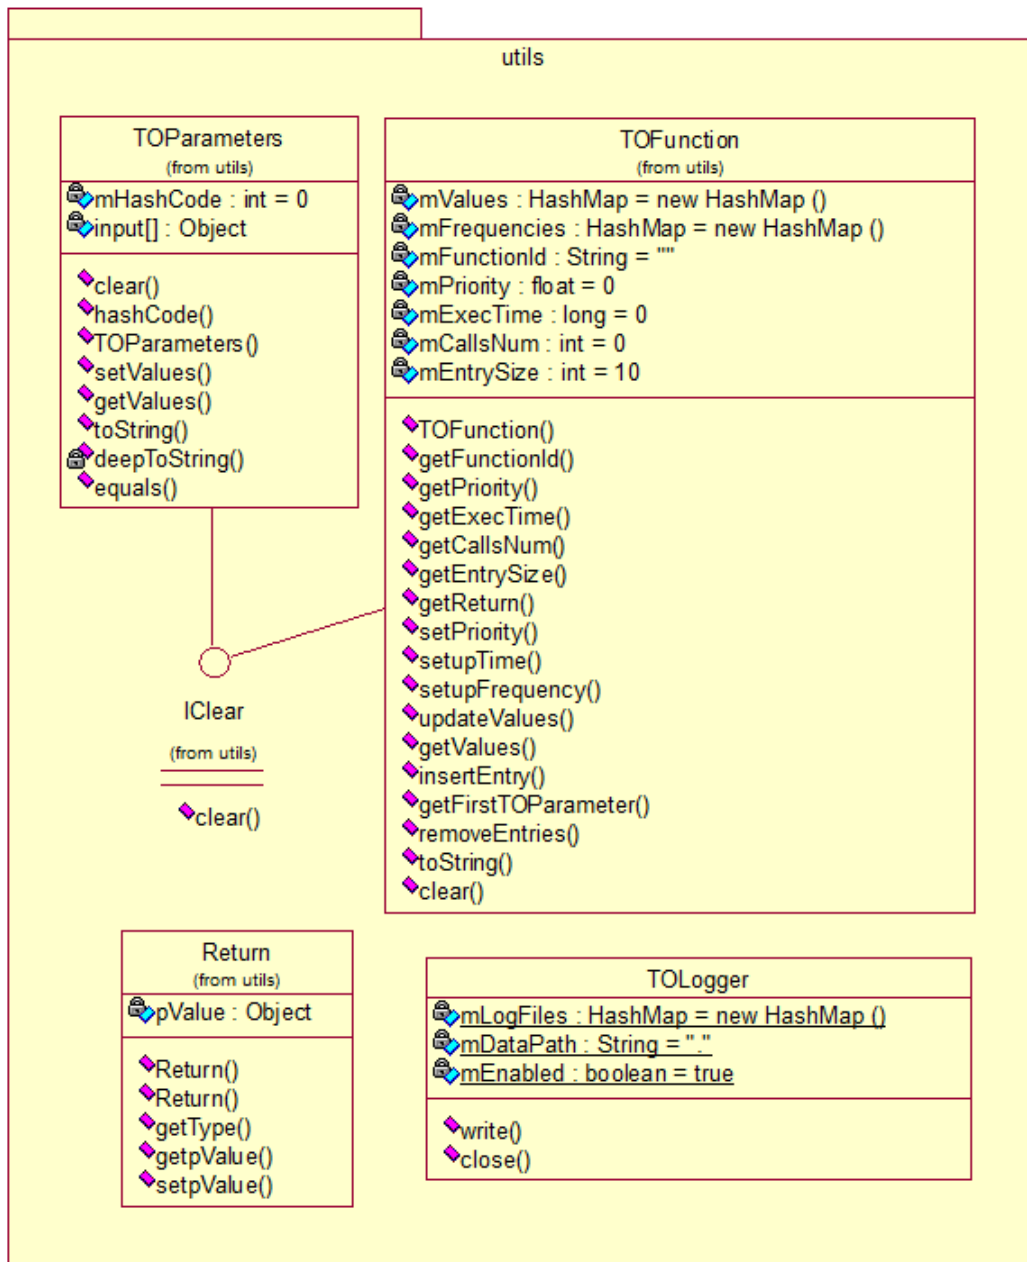 utils
TOParameters
(from utils)
mHashCode : int = 0
input[] : Object
clear()
hashCode()
TOParameters()
setValues()
getValues()
toString()
deepToString()
equals()
TOFunction
(from utils)
mValues : HashMap = new HashMap ()
mFrequencies : HashMap = new HashMap ()
mFunctionId : String = ""
mPriority : float = 0
mExecTime : long = 0
mCallsNum : int = 0
mEntrySize : int = 10
TOFunction()
getFunctionId()
getPriority()
getExecTime()
getCallsNum()
getEntrySize()
getReturn()
setPriority()
setupTime()
setupFrequency()
updateValues()
getValues()
insertEntry()
getFirstTOParameter()
removeEntries()
toString()
clear()
IClear
(from utils)
clear()
Return
(from utils)
pValue : Object
Return()
Return()
getType()
getpValue()
setpValue()
TOLogger
mLogFiles : HashMap = new HashMap ()
mDataPath : String = "."
mEnabled : boolean = true
write()
close()